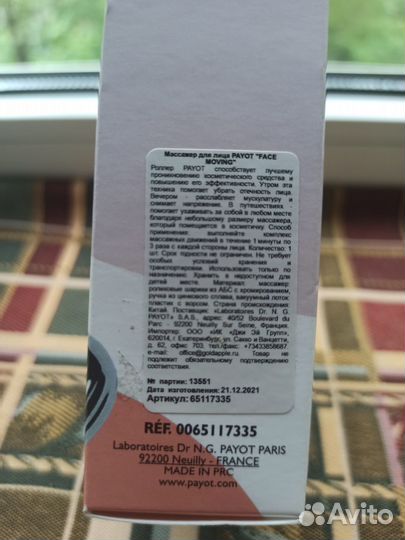 Массажер для лица PAYOT "FACE
MOVING"
Роллер PAYOT способствует лучшему
проникновению косметического средства и
повышению его эффективности. Утром эта
техника помогает убрать отечность лица.
Вечером - расслабляет мускулатуру и
снимает напряжение. В путешествиях -
помогает ухаживать за собой в любом месте
благодаря небольшому размеру массажера,
который поместится в косметичку. Способ
применения: выполняйте комплекс
массажных движений в течение 1 минуты по
3 раза с каждой стороны лица. Количество: 1
шт. Срок годности не ограничен. Не требует
особых условий хранения и
транспортировки. Использовать только по
назначению. Хранить в недоступном для
детей месте. Материал: массажер:
роликовые шарики из АБС с хромированием,
ручка из цинкового сплава, вакуумный лоток:
пластик с ворсом. Страна происхождения:
Китай. Поставщик: «Laboratoires Dr. N. G.
PAYOT» S.A.S., адрес: 40/52 Boulevard du
Parc - 92200 Neuilly Sur Seine, Франция.
Импортер: ООО «ИК «Джи Эй Групп»,
620014, г. Екатеринбург, ул. Сакко и Ванцетти,
д. 62, офис 703, тел./факс: +73433858687
e-mail: office@goldapple.ru. Товар не
подлежит обязательному подтверждению
соответствия.
№ партии: 13551
Дата изготовления: 21.12.2021
Артикул: 65117335
RÉF. 0065117335
Laboratoires Dr N.G. PAYOT PARIS
92200 Neuilly - FRANCE
MADE IN PRC
www.payot.com
Avito